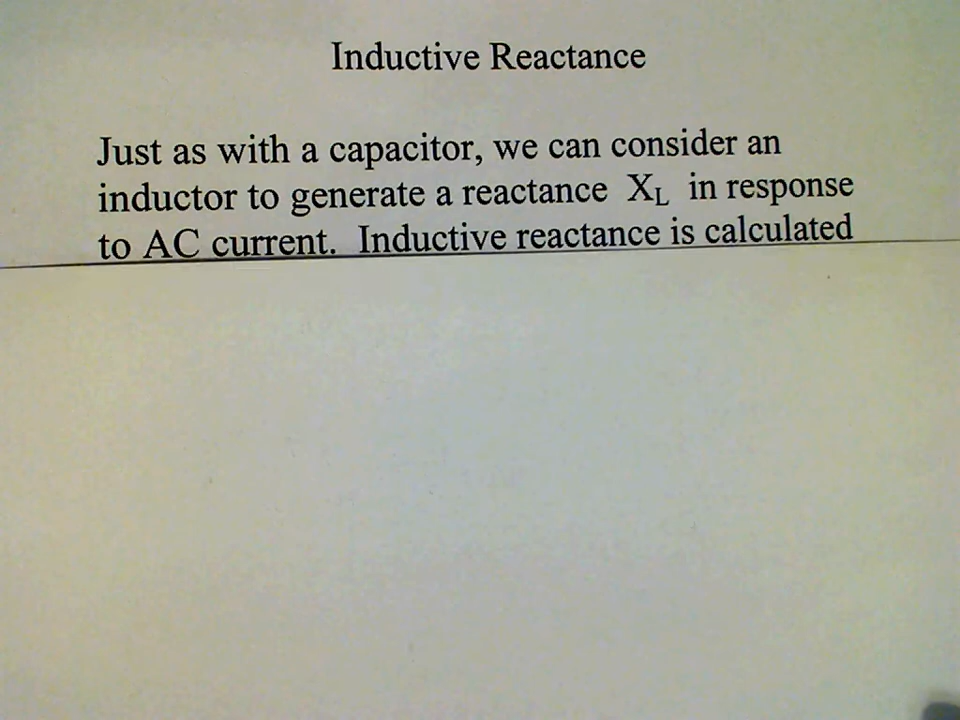 Inductive Reactance
Just as with a capacitor, we can consider an
inductor to generate a reactance X_L in response
to AC current. Inductive reactance is calculated